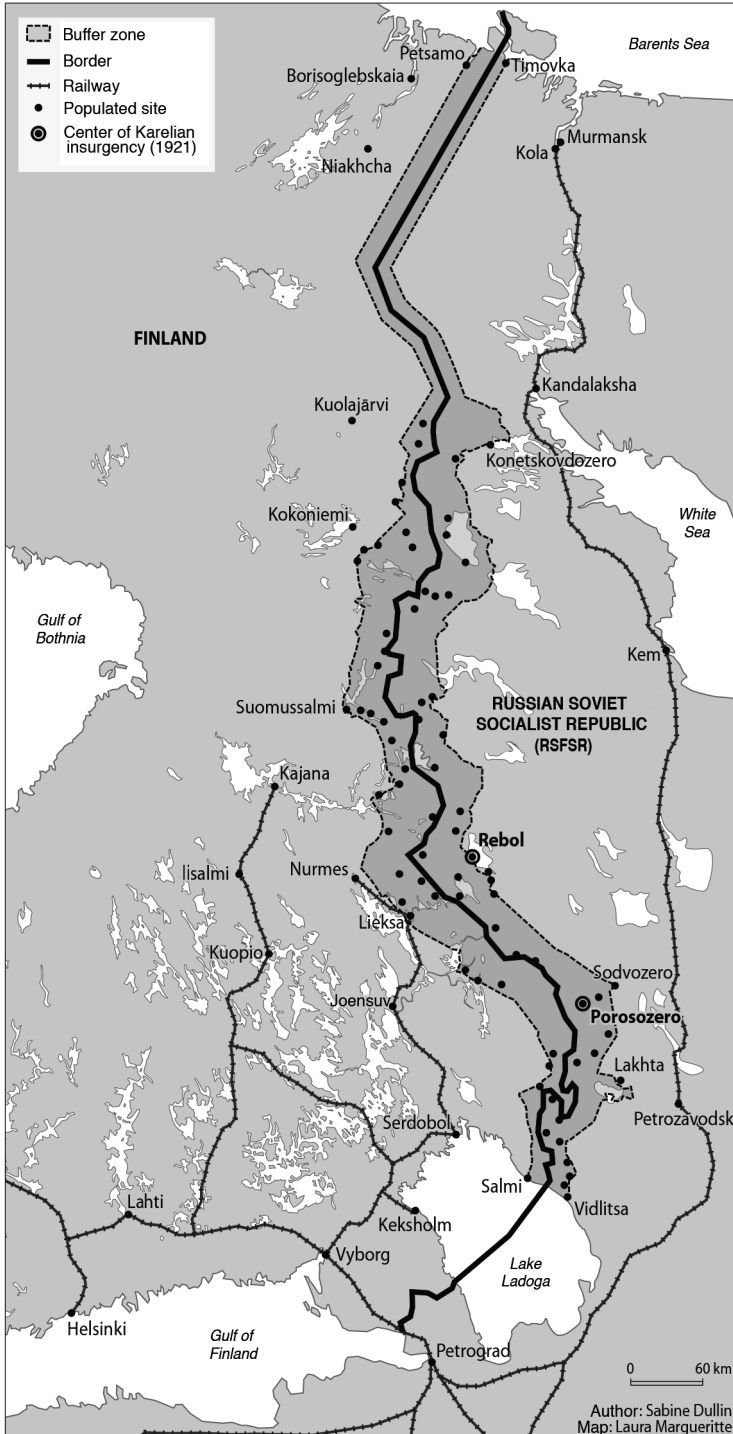 Buffer zone
Border
Railway
Populated site
Center of Karelian
insurgency (1921)
Barents Sea
Petsamo
Timovka
Borisoglebskaia
Murmansk
Kola
Niakhcha
FINLAND
Kandalaksha
Kuolajärvi
Konetskovdozero
Kokoniemi
White
Sea
Gulf of
Bothnia
Kem
Suomussalmi
RUSSIAN SOVIET
SOCIALIST REPUBLIC
(RSFSR)
Kajana
Rebol
Iisalmi
Nurmes
Lieksa
Kuopio
Sodvozero
Joensuv
Porosozero
Lakhta
Petrozavodsk
Serdobol
Salmi
Vidlitsa
Lahti
Keksholm
Vyborg
Lake
Ladoga
Helsinki
Gulf of
Finland
Petrograd
0 60 km
Author: Sabine Dullin
Map: Laura Margueritte